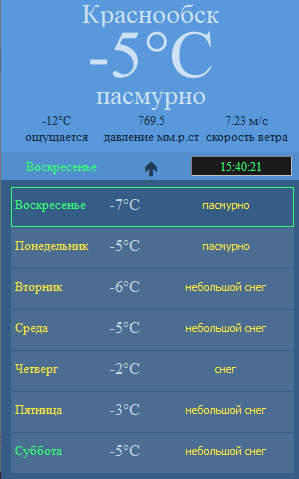 Краснообск
-5°C
пасмурно
-12°C 769.5 7.23 м/с
ощущается давление мм.р.ст скорость ветра
Воскресенье 15:40:21
Воскресенье -7°C пасмурно
Понедельник -5°C пасмурно
Вторник -6°C небольшой снег
Среда -5°C небольшой снег
Четверг -2°C снег
Пятница -3°C небольшой снег
Суббота -5°C небольшой снег